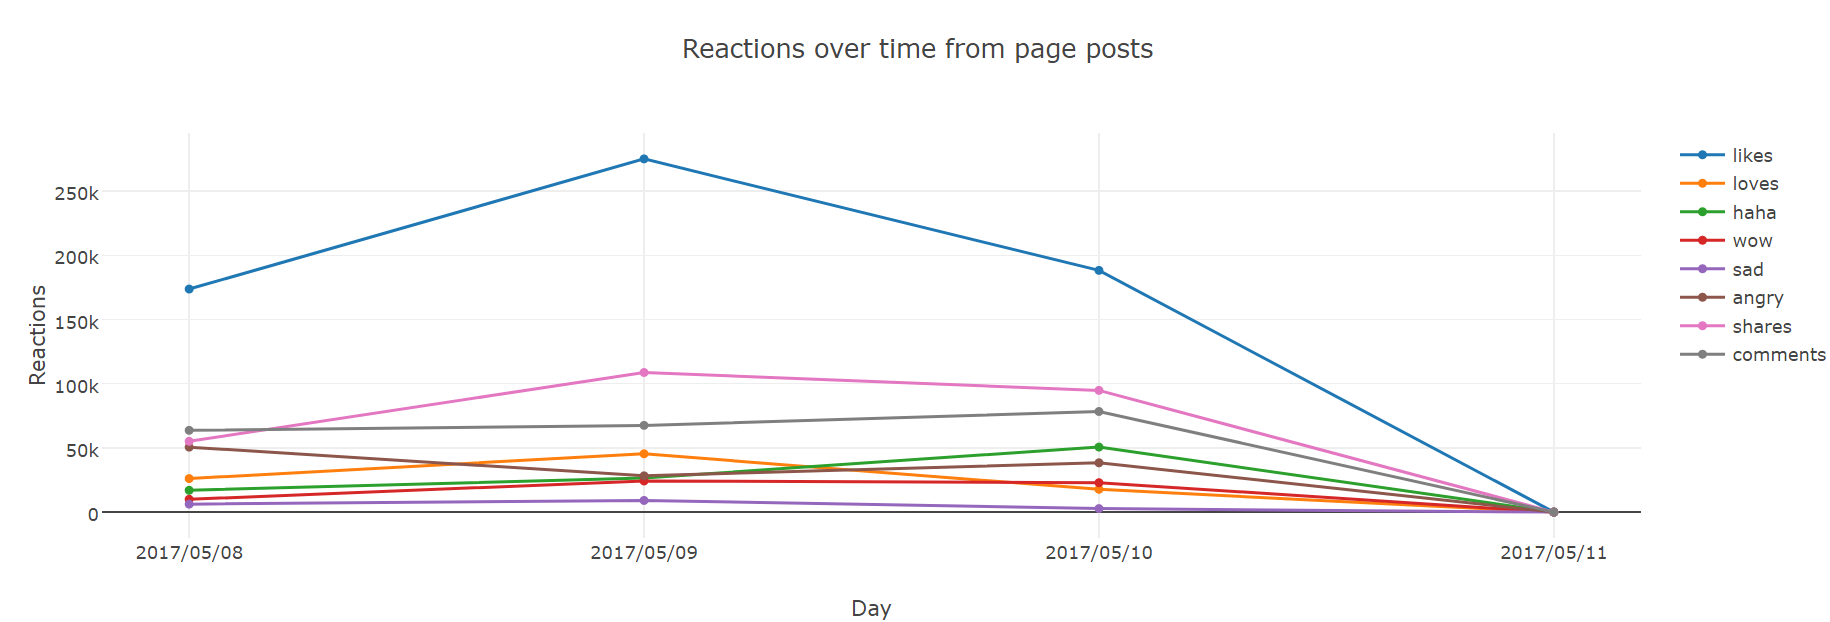 Reactions over time from page posts
250k
200k
150k
100k
50k
0
Reactions
2017/05/08
2017/05/09
2017/05/10
2017/05/11
Day
likes
loves
haha
wow
sad
angry
shares
comments